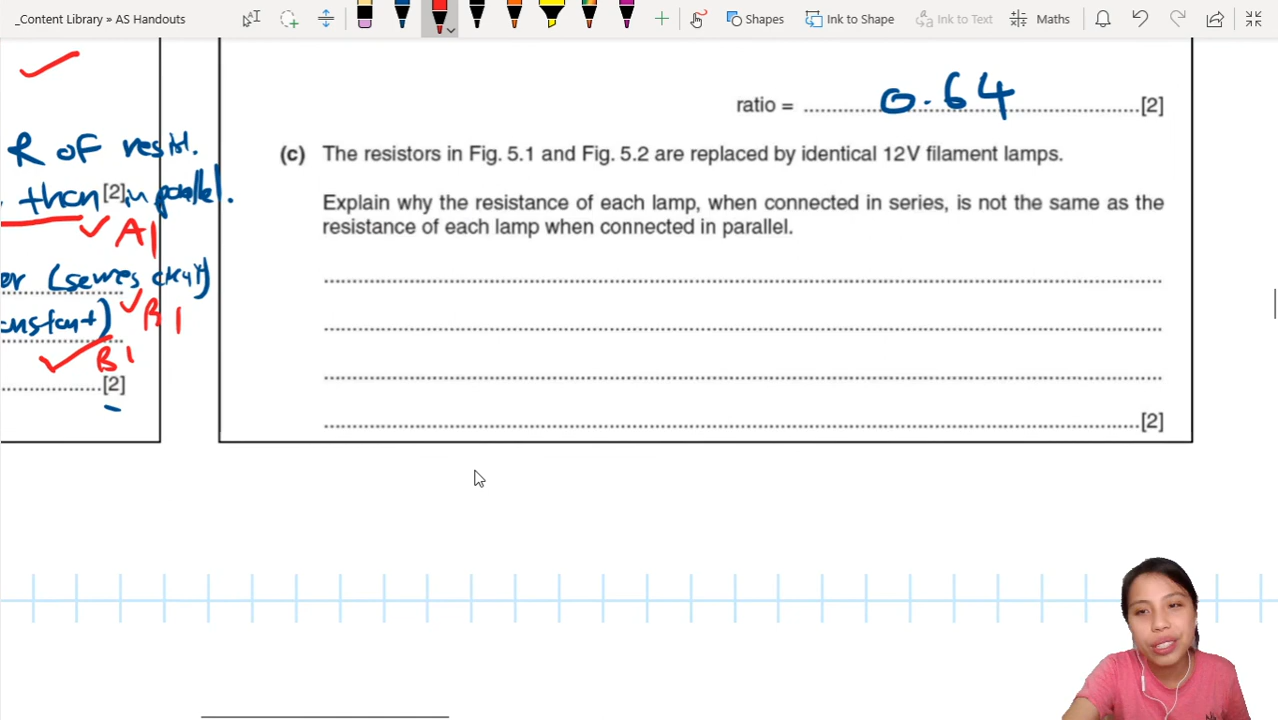 _Content Library » AS Handouts
Shapes
Ink to Shape
Ink to Text
Maths
R of resist.
than [2] in parallel.
A1
(series ckt)
B1
constant)
B1
[2]
ratio = 0.64 [2]
(c) The resistors in Fig. 5.1 and Fig. 5.2 are replaced by identical 12V filament lamps.
Explain why the resistance of each lamp, when connected in series, is not the same as the
resistance of each lamp when connected in parallel.
[2]